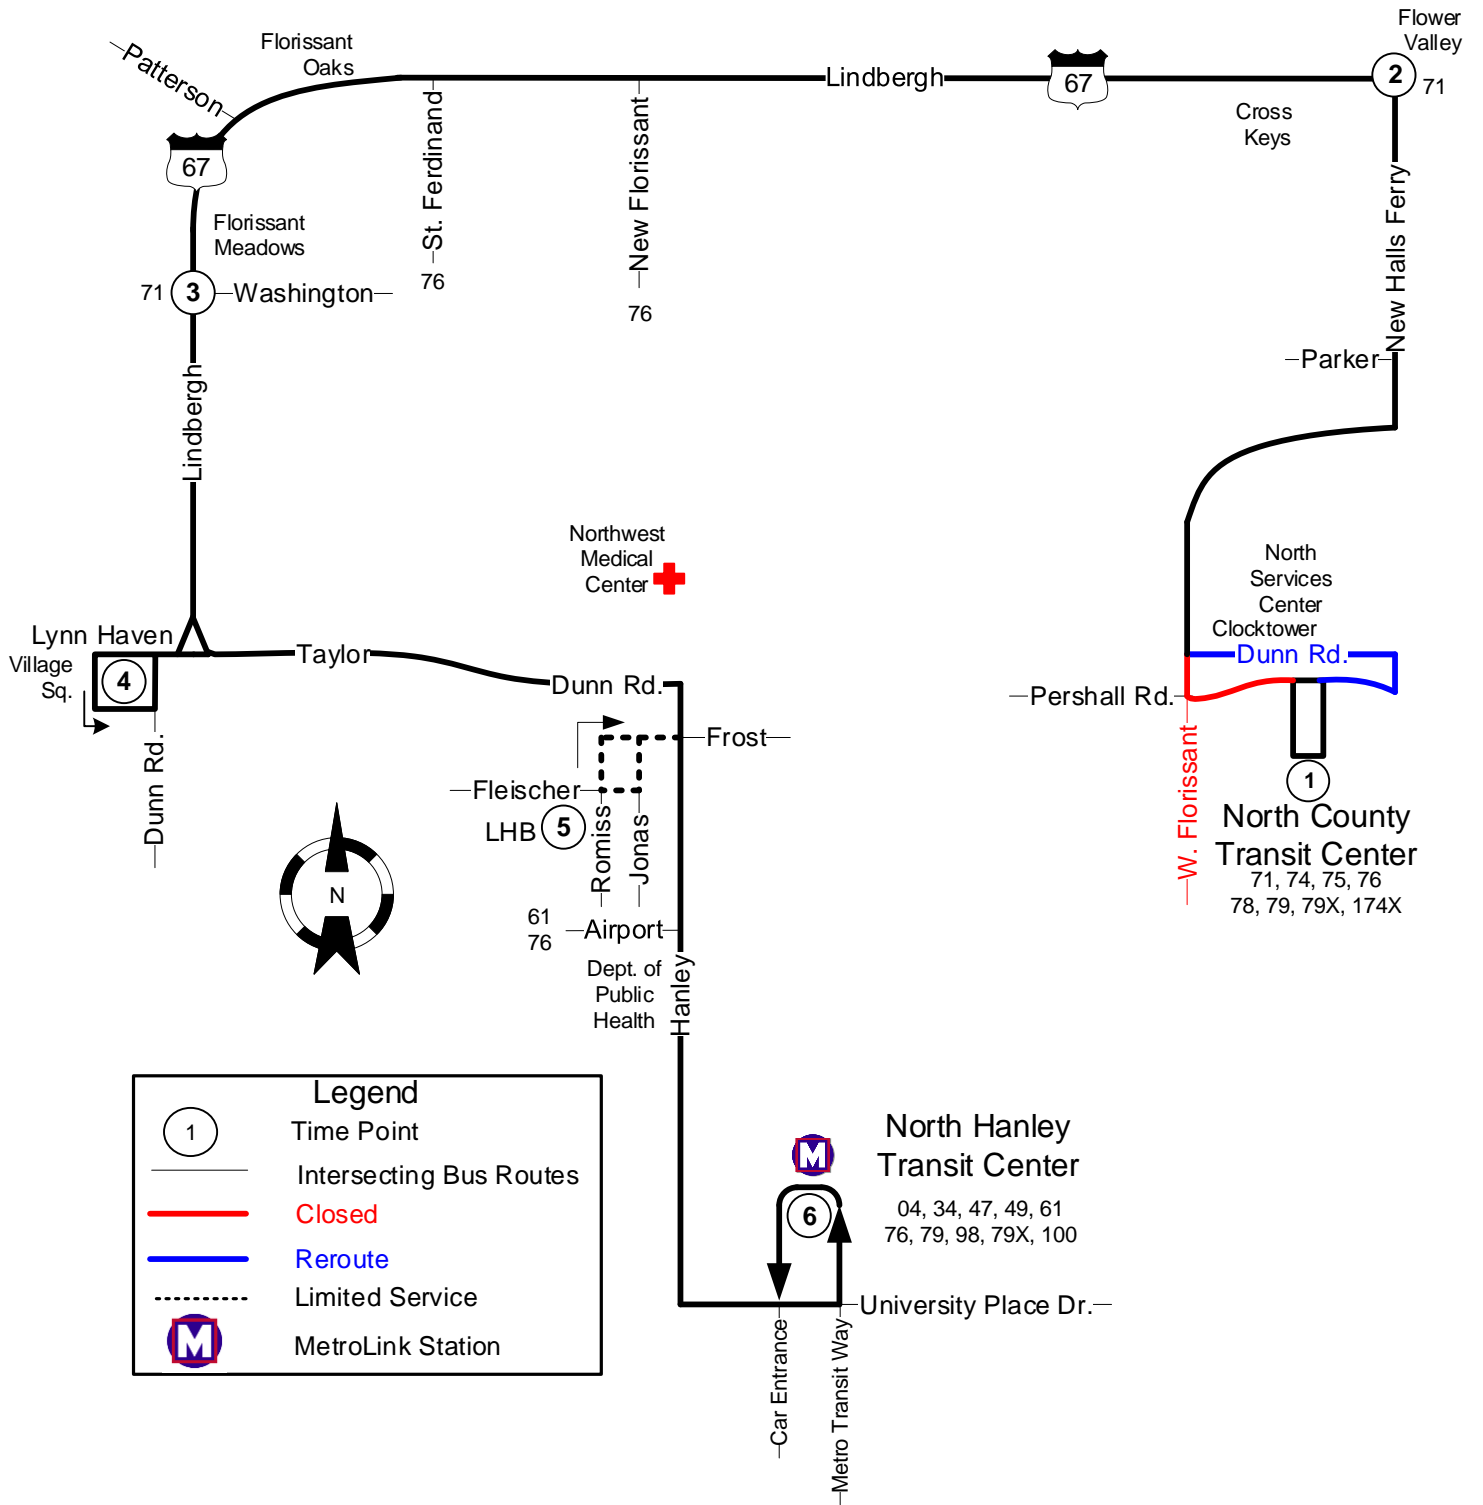 Flower
Valley
2
71
Florissant
Oaks
Patterson
Lindbergh
67
67
Cross
Keys
St. Ferdinand
76
New Florissant
76
New Halls Ferry
Florissant
Meadows
71
3
Washington
Parker
Lindbergh
Northwest
Medical
Center
North
Services
Center
Clocktower
Dunn Rd.
Lynn Haven
Village
Sq.
4
Taylor
Dunn Rd.
Dunn Rd.
Pershall Rd.
W. Florissant
1
North County
Transit Center
71, 74, 75, 76
78, 79, 79X, 174X
Frost
Fleischer
LHB
5
Romiss
Jonas
N
61
76
Airport
Dept. of
Public
Health
Hanley
Legend
1
Time Point
Intersecting Bus Routes
Closed
Reroute
Limited Service
M
MetroLink Station
M
North Hanley
Transit Center
04, 34, 47, 49, 61
76, 79, 98, 79X, 100
6
University Place Dr.
Car Entrance
Metro Transit Way